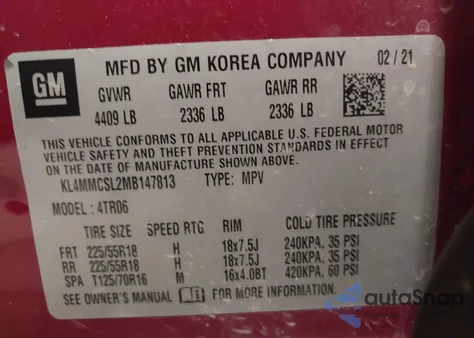 GM
MFD BY GM KOREA COMPANY 02/21
GVWR GAWR FRT GAWR RR
4409 LB 2336 LB 2336 LB
THIS VEHICLE CONFORMS TO ALL APPLICABLE U.S. FEDERAL MOTOR
VEHICLE SAFETY AND THEFT PREVENTION STANDARDS IN EFFECT
ON THE DATE OF MANUFACTURE SHOWN ABOVE.
KL4MMCSL2MB147813 TYPE: MPV
MODEL: 4TR06
TIRE SIZE SPEED RTG RIM COLD TIRE PRESSURE
FRT 225/55R18 H 18x7.5J 240KPA, 35 PSI
RR 225/55R18 H 18x7.5J 240KPA, 35 PSI
SPA T125/70R16 M 16x4.0BT 420KPA, 60 PSI
SEE OWNER'S MANUAL FOR MORE INFORMATION.
autoSnap